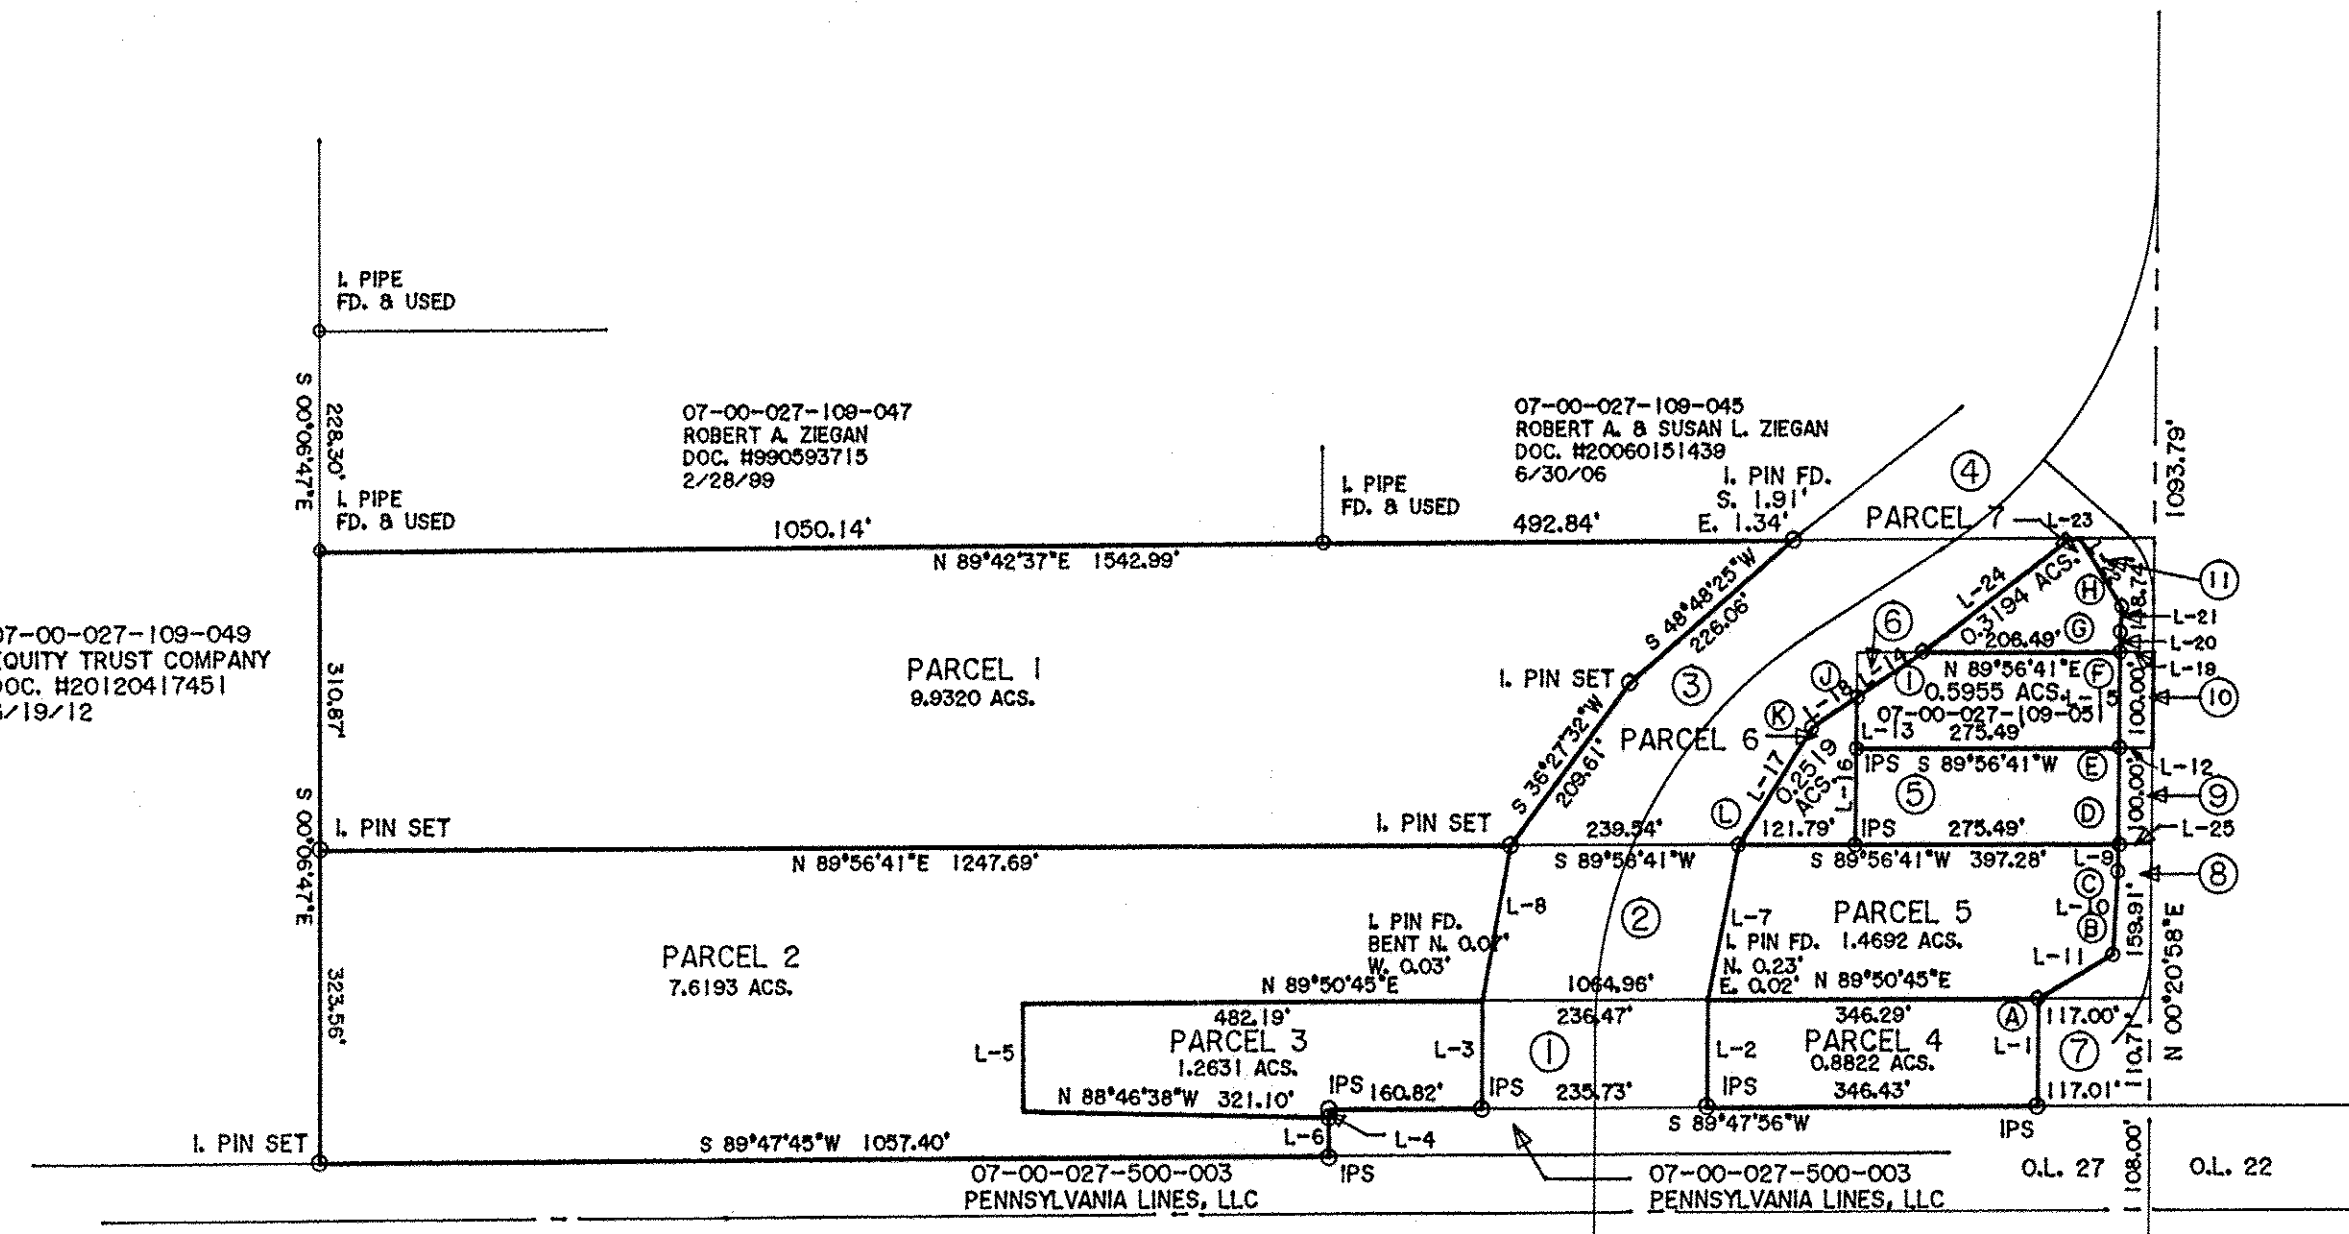 I. PIPE
FD. & USED
S 00°06'47"E
228.30'
07-00-027-109-047
ROBERT A. ZIEGAN
DOC. #990593715
2/28/99
07-00-027-109-045
ROBERT A. & SUSAN L. ZIEGAN
DOC. #20060151439
6/30/06
I. PIN FD.
S. 1.91'
E. 1.34'
I. PIPE
FD. & USED
I. PIPE
FD. & USED
1050.14'
492.84'
N 89°42'37"E 1542.99'
4
PARCEL 7
L-23
1093.79'
07-00-027-109-049
EQUITY TRUST COMPANY
DOC. #20120417451
/19/12
310.87'
PARCEL 1
9.9320 ACS.
S 48°48'25"W
226.06'
I. PIN SET
3
S 36°27'32"W
209.61'
PARCEL 6
L-24
0.3194 ACS.
H
11
148.74'
L-21
6
G
206.49'
L-20
N 89°56'41"E
L-19
J
L-14
I
F
0.5955 ACS.
L-15
100.00'
10
K
L-18
07-00-027-109-051
L-13
275.49'
IPS
S 89°56'41"W
E
L-12
L-17
0.2519
ACS.
L-16
5
D
100.00'
9
L
S 00°06'47"E
I. PIN SET
I. PIN SET
239.54'
121.79'
IPS
275.49'
L-25
N 89°56'41"E 1247.69'
S 89°56'41"W
S 89°56'41"W 397.28'
L-9
8
C
L-8
2
L-7
PARCEL 5
1.4692 ACS.
L-10
B
159.91'
I. PIN FD.
BENT N. 0.07'
W. 0.03'
I. PIN FD.
N. 0.23'
E. 0.02'
L-11
N 00°20'58"E
PARCEL 2
7.6193 ACS.
323.56'
N 89°50'45"E
1064.96'
N 89°50'45"E
482.19'
236.47'
346.29'
A
117.00'
L-5
PARCEL 3
1.2631 ACS.
L-3
1
L-2
PARCEL 4
0.8822 ACS.
L-1
7
110.71'
N 88°46'38"W 321.10'
IPS
160.82'
IPS
235.73'
IPS
346.43'
117.01'
S 89°47'56"W
IPS
I. PIN SET
S 89°47'45"W 1057.40'
L-6
L-4
IPS
07-00-027-500-003
PENNSYLVANIA LINES, LLC
07-00-027-500-003
PENNSYLVANIA LINES, LLC
O.L. 27
108.00'
O.L. 22